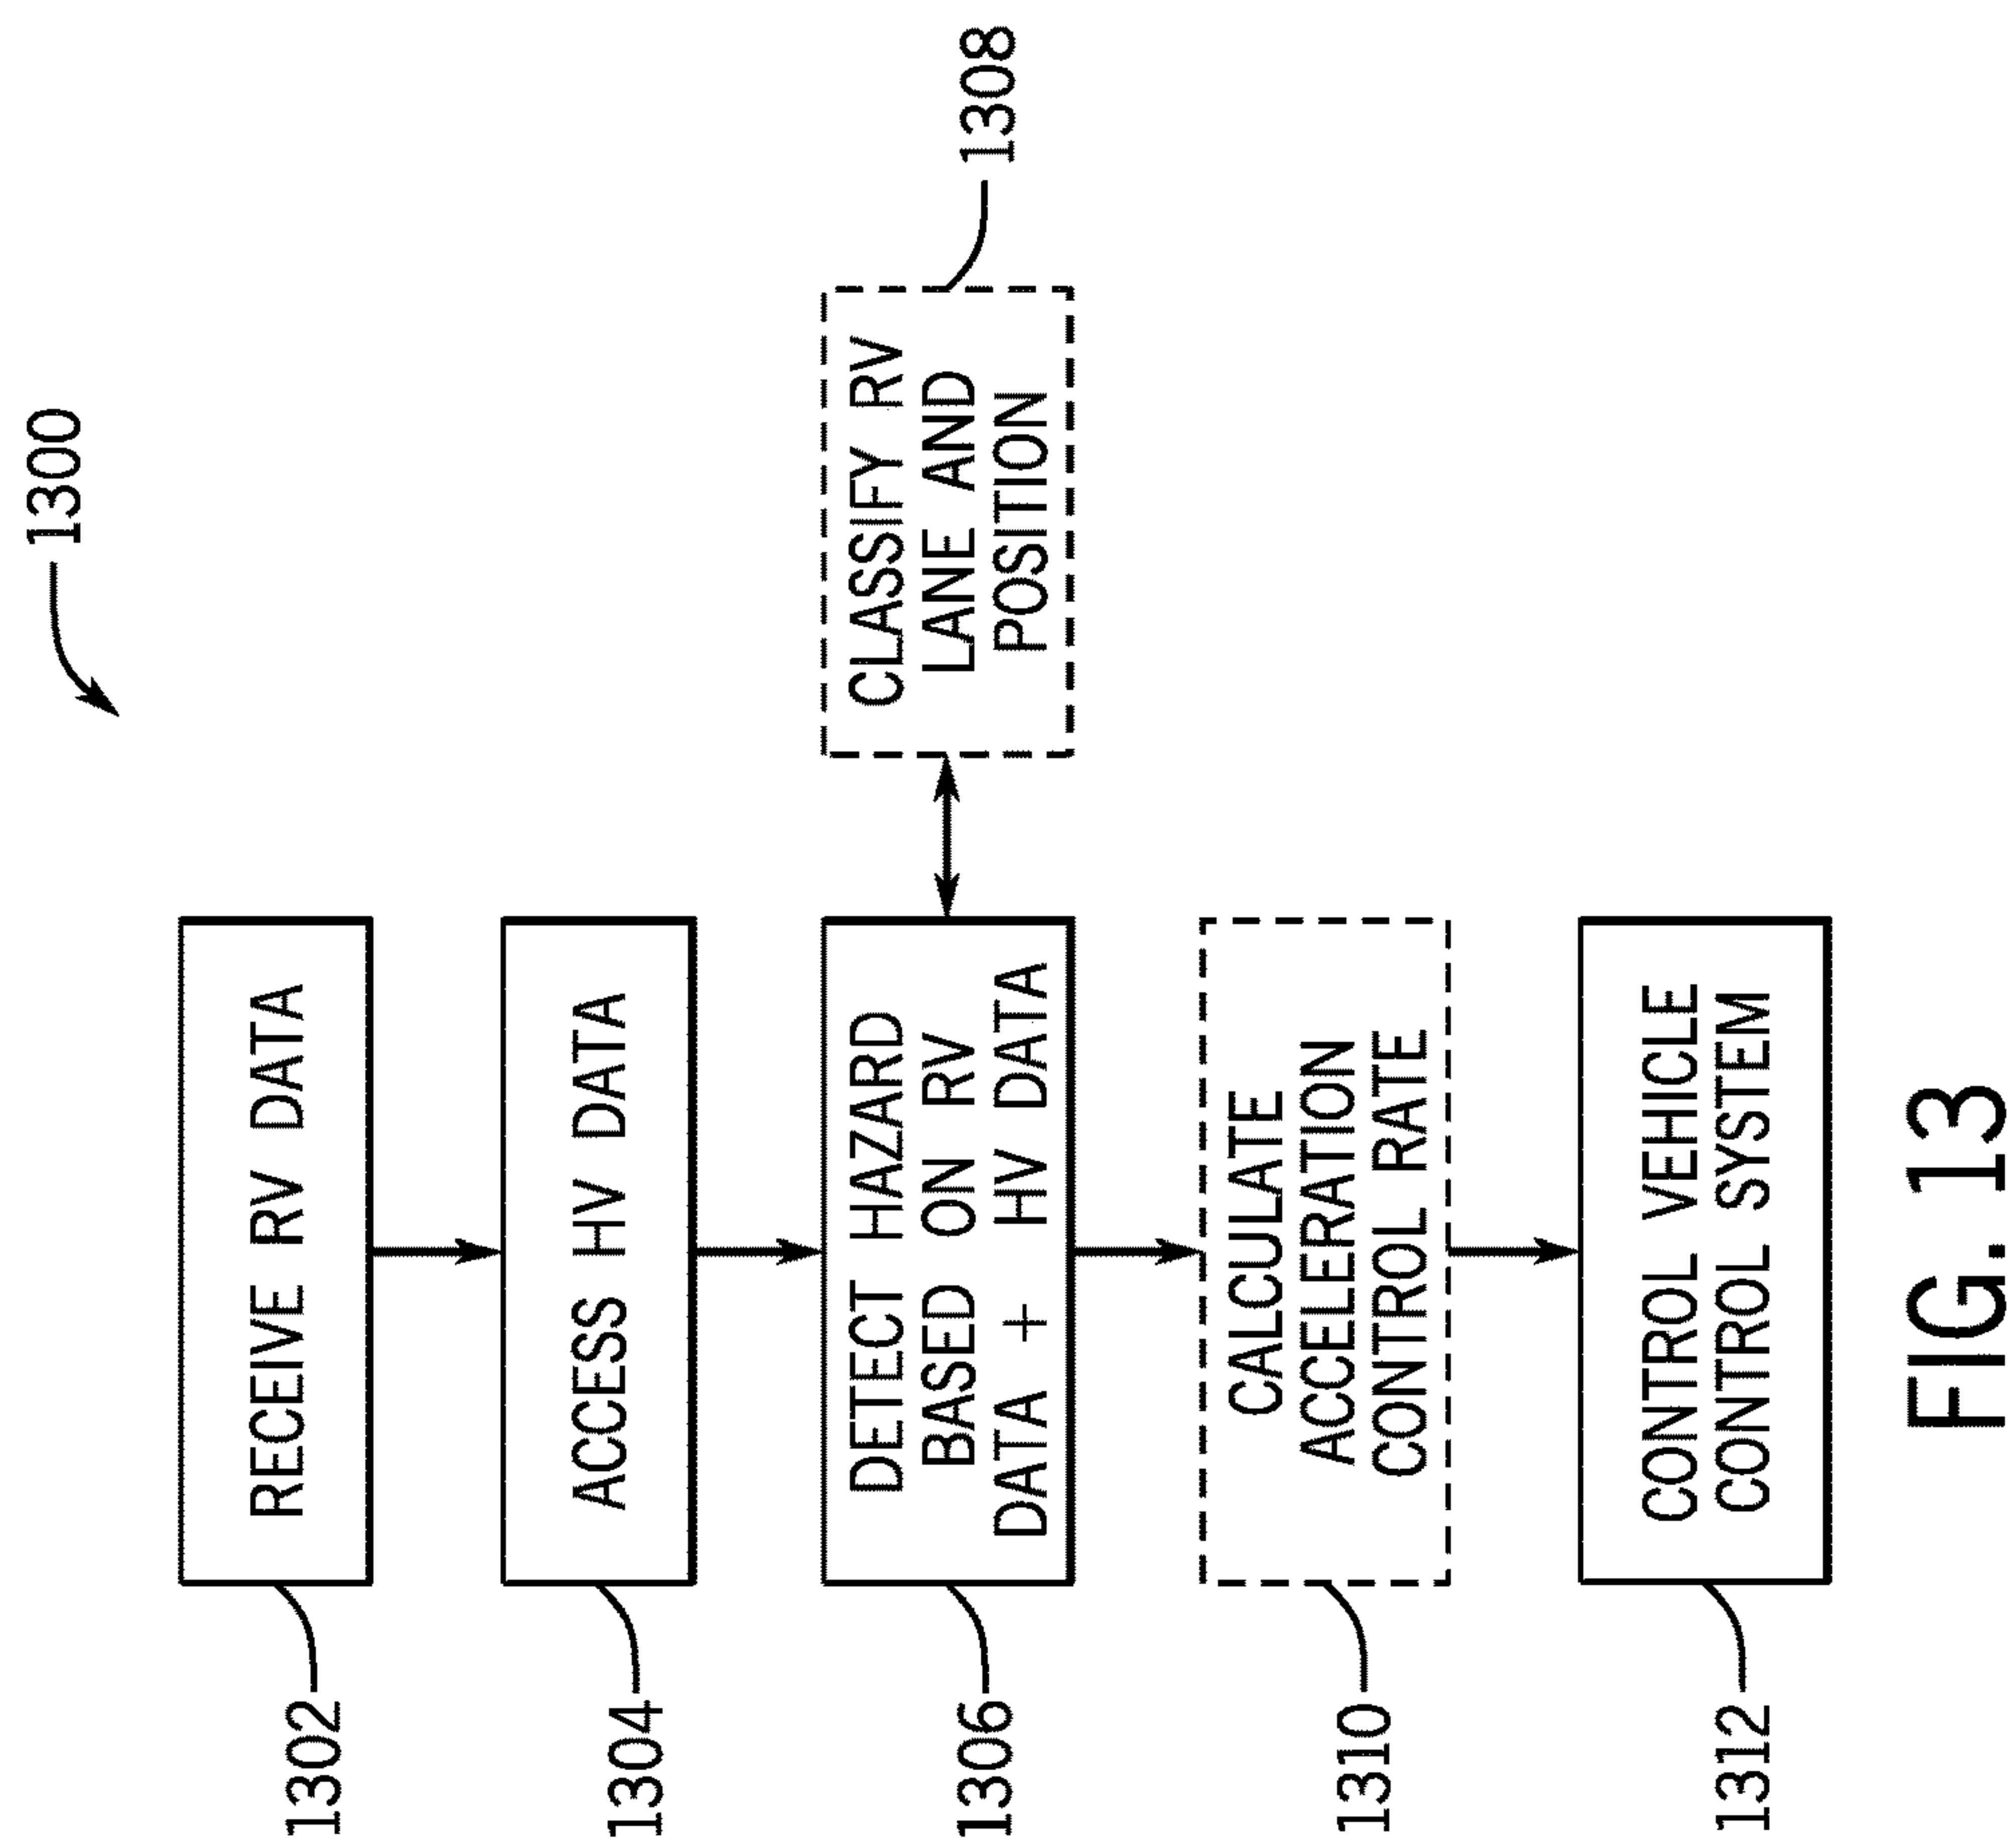 1300
1302
RECEIVE RV DATA
1304
ACCESS HV DATA
1306
DETECT HAZARD
BASED ON RV
DATA + HV DATA
1308
CLASSIFY RV
LANE AND
POSITION
1310
CALCULATE
ACCELERATION
CONTROL RATE
1312
CONTROL VEHICLE
CONTROL SYSTEM
FIG. 13